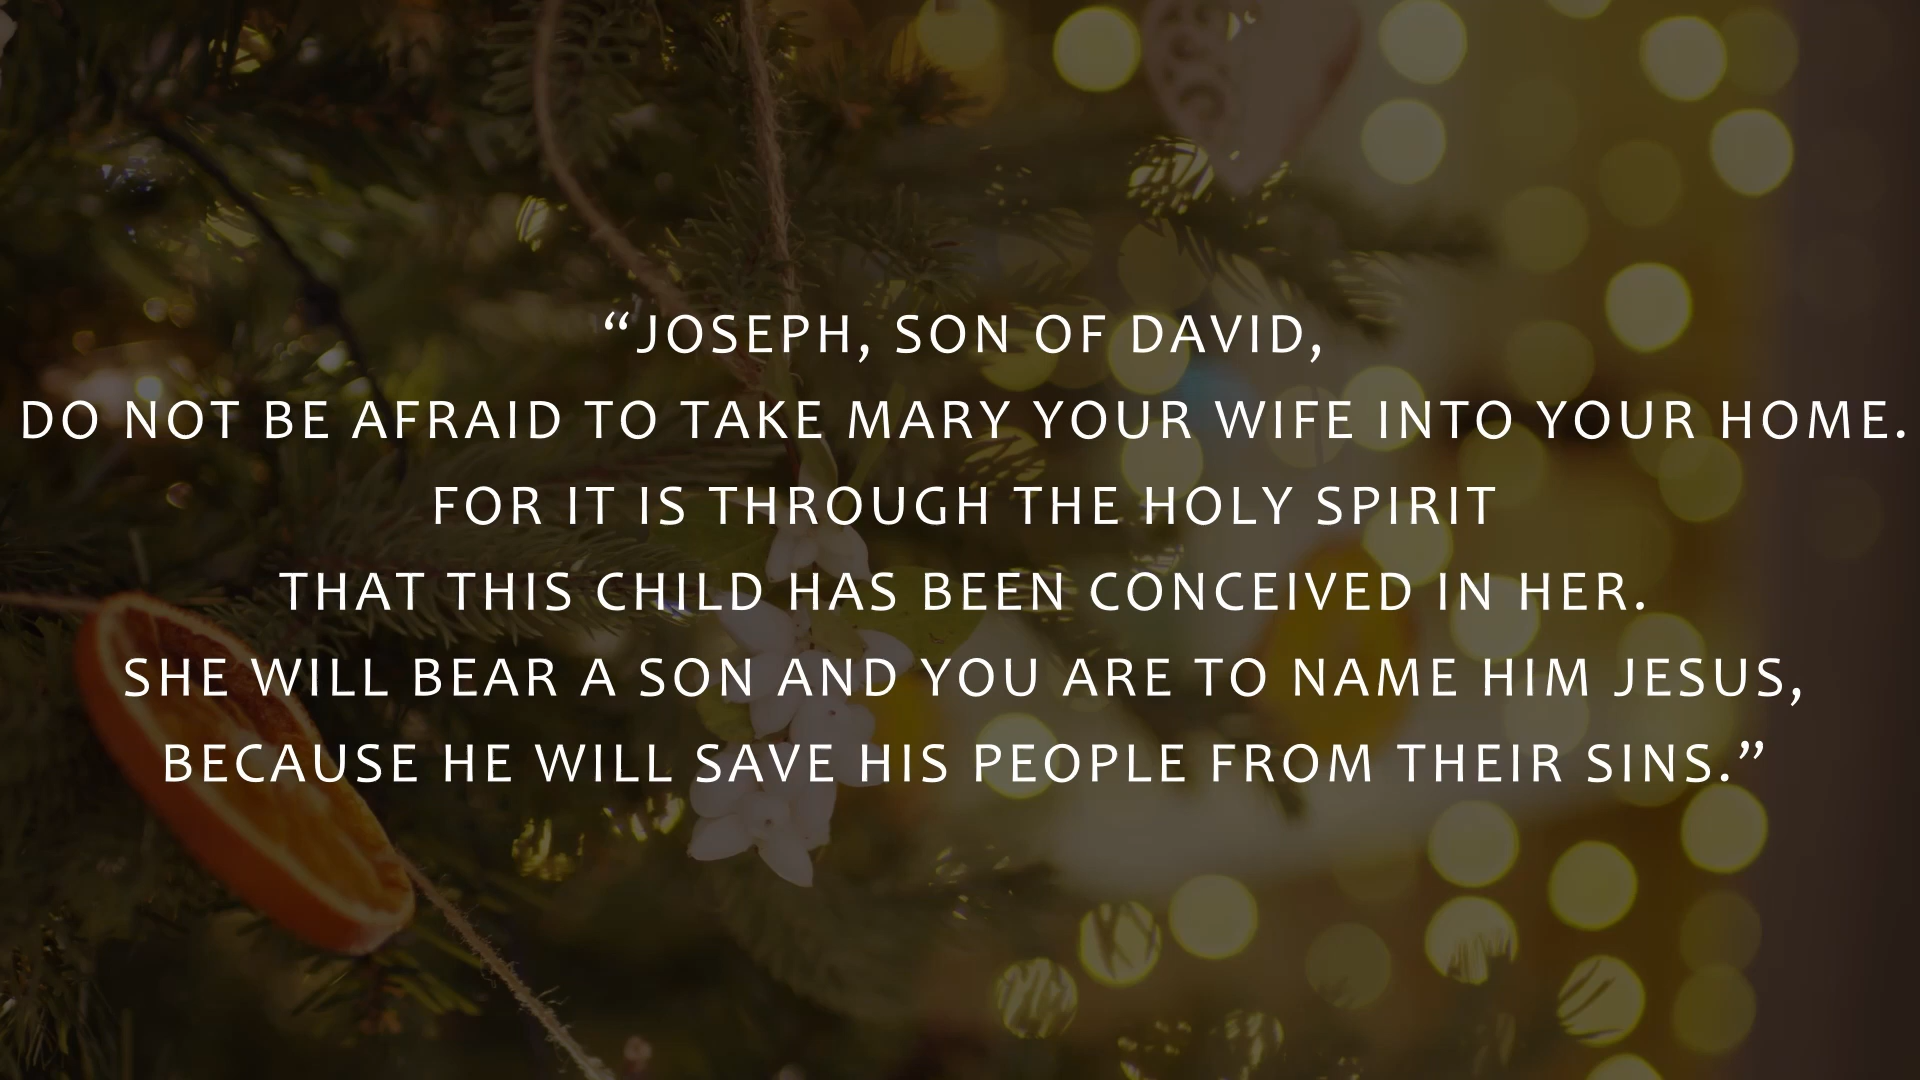 “JOSEPH, SON OF DAVID,
DO NOT BE AFRAID TO TAKE MARY YOUR WIFE INTO YOUR HOME.
FOR IT IS THROUGH THE HOLY SPIRIT
THAT THIS CHILD HAS BEEN CONCEIVED IN HER.
SHE WILL BEAR A SON AND YOU ARE TO NAME HIM JESUS,
BECAUSE HE WILL SAVE HIS PEOPLE FROM THEIR SINS.”